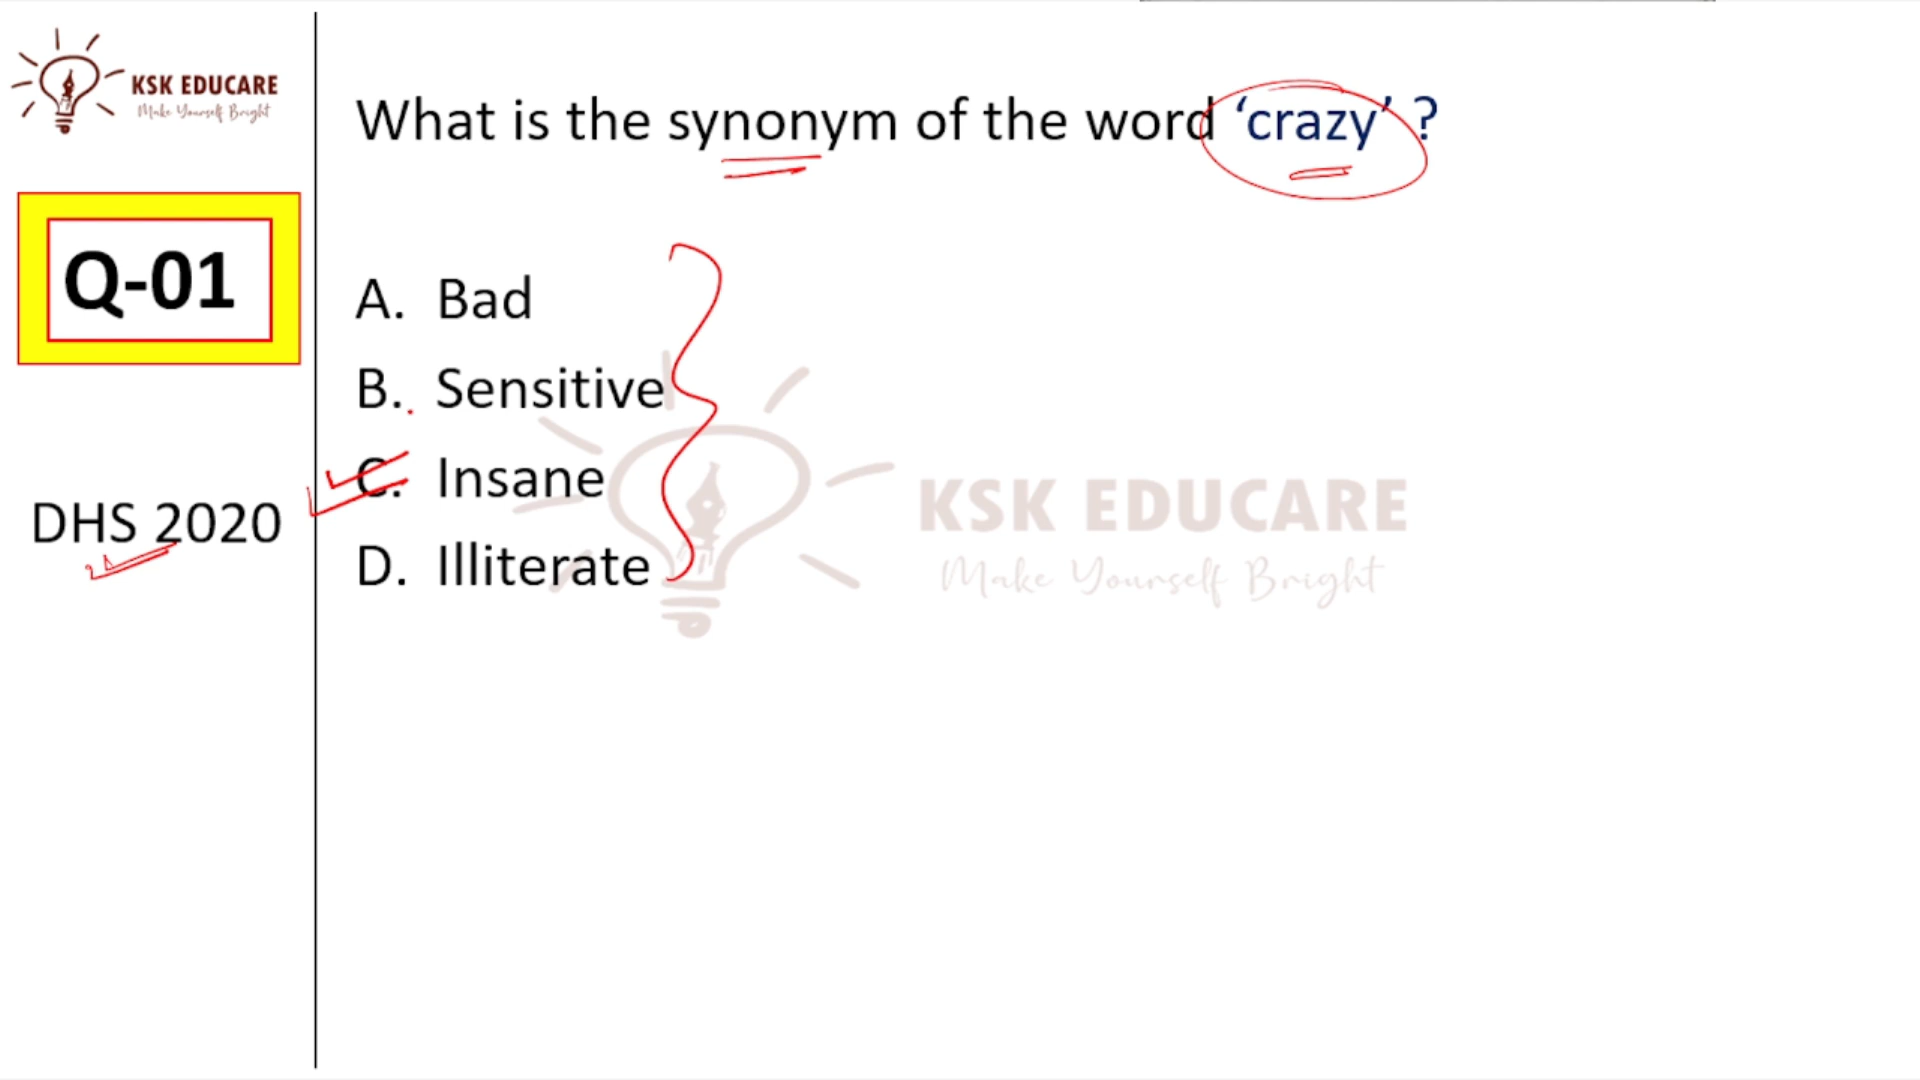 KSK EDUCARE
Make Yourself Bright
What is the synonym of the word ‘crazy’ ?
Q-01
A. Bad
B. Sensitive
C. Insane
D. Illiterate
DHS 2020
KSK EDUCARE
Make Yourself Bright